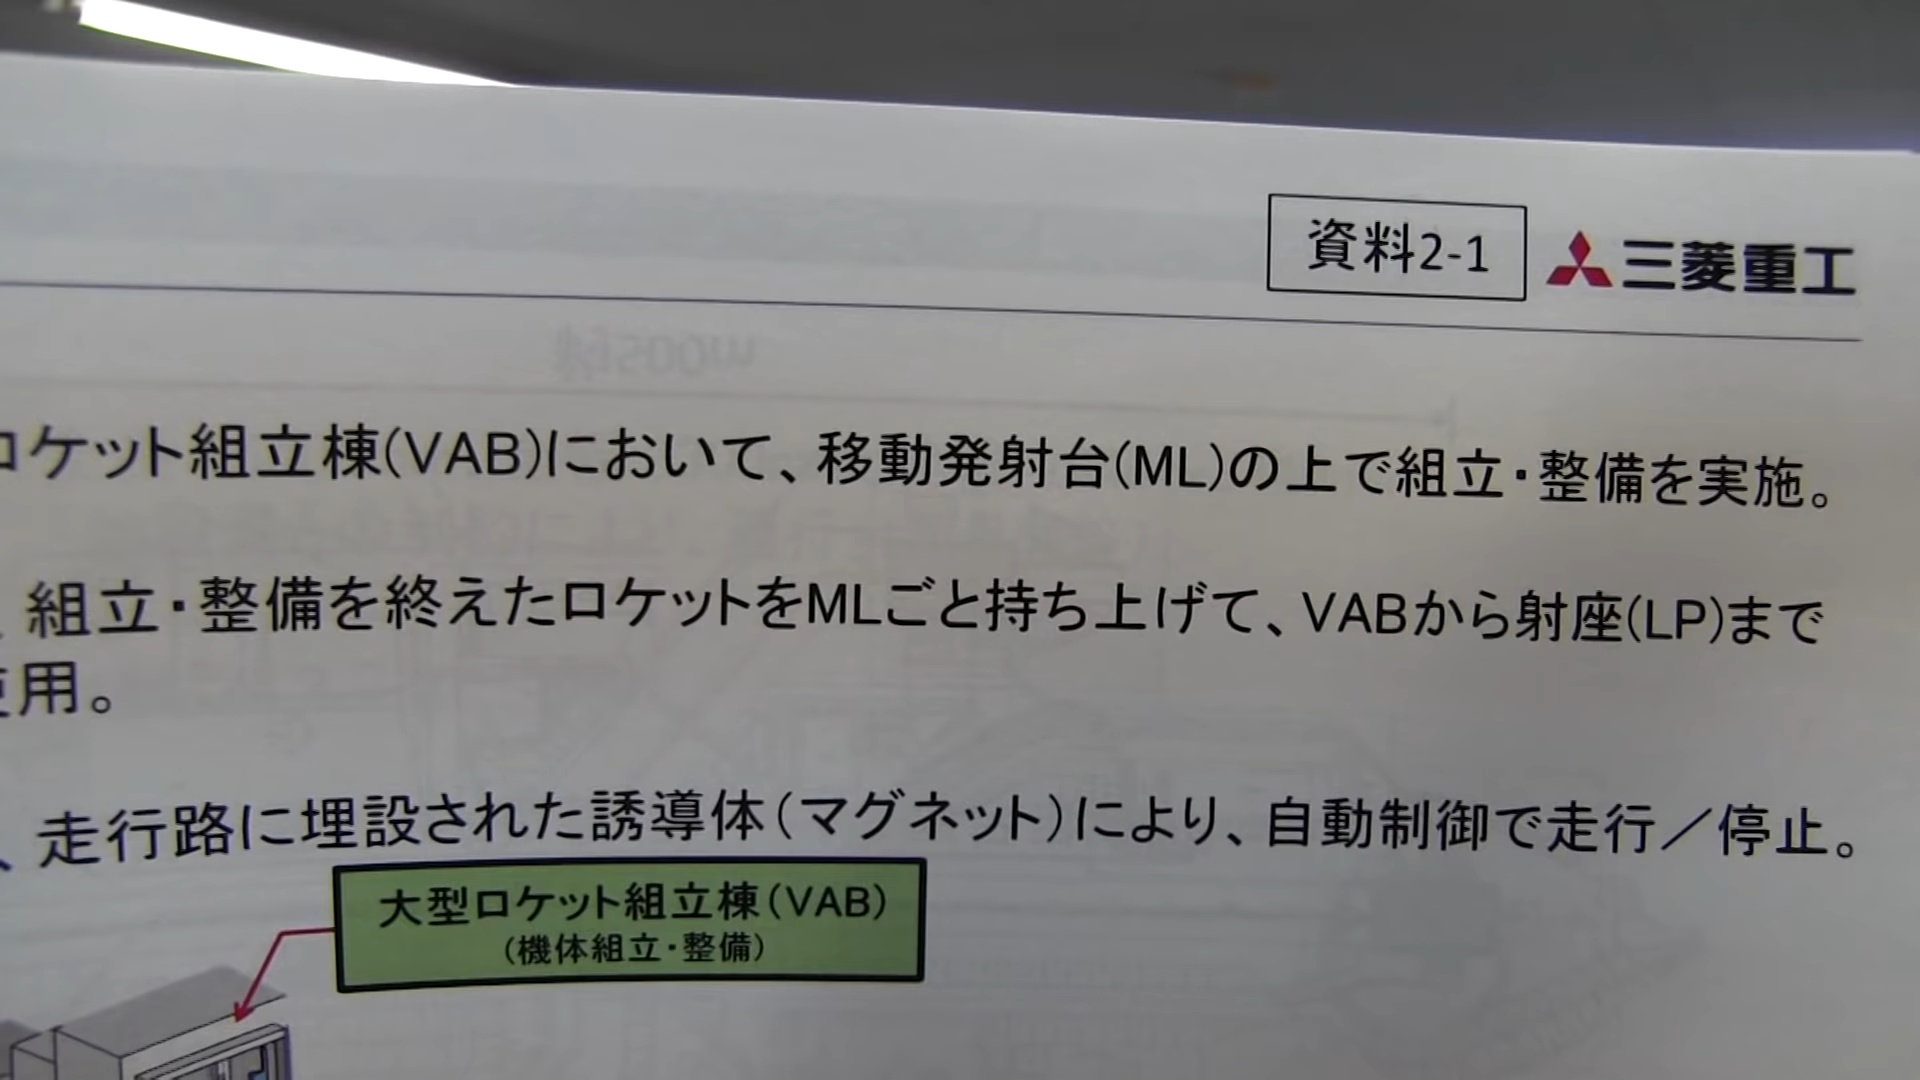 資料2-1
三菱重工
ロケット組立棟(VAB)において、移動発射台(ML)の上で組立・整備を実施。
、組立・整備を終えたロケットをMLごと持ち上げて、VABから射座(LP)まで
使用。
、走行路に埋設された誘導体(マグネット)により、自動制御で走行／停止。
大型ロケット組立棟(VAB)
(機体組立・整備)